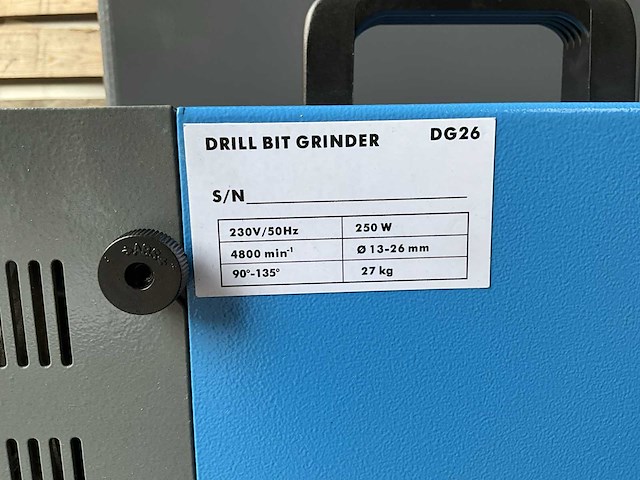 DRILL BIT GRINDER DG26
S/N
230V/50Hz 250 W
4800 min⁻¹ Ø 13-26 mm
90°-135° 27 kg